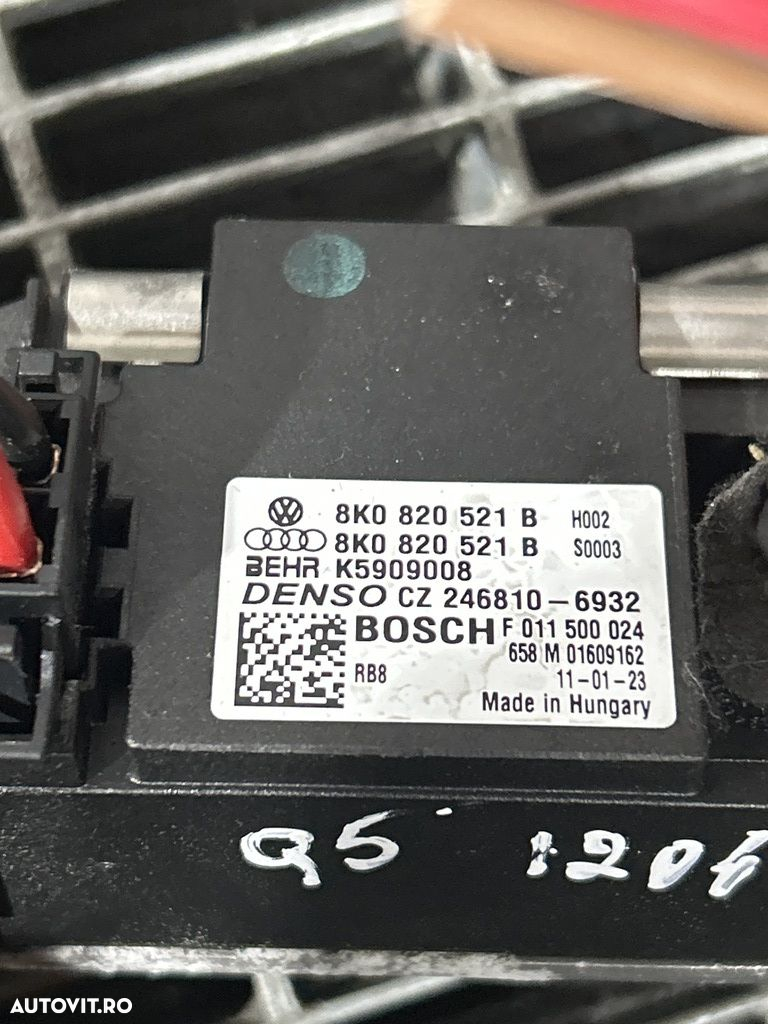 8K0 820 521 B H002
8K0 820 521 B S0003
BEHR K5909008
DENSO CZ 246810-6932
BOSCH F 011 500 024
658 M 01609162
RB8 11-01-23
Made in Hungary
Q5
AUTOVIT.RO